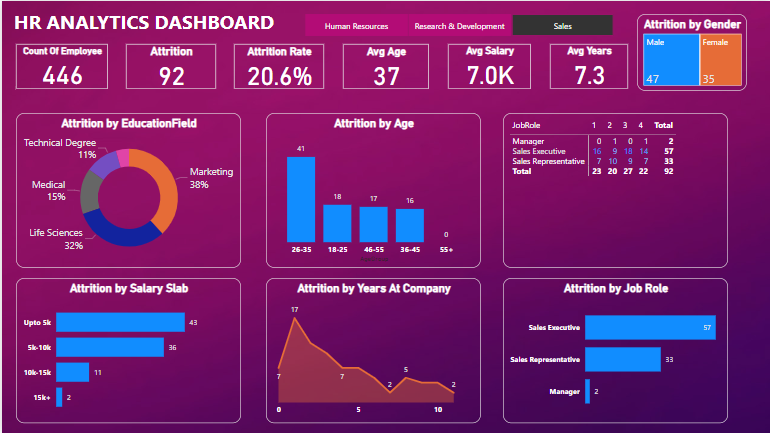 HR ANALYTICS DASHBOARD
Human Resources
Research & Development
Sales
Count Of Employee
446
Attrition
92
Attrition Rate
20.6%
Avg Age
37
Avg Salary
7.0K
Avg Years
7.3
Attrition by Gender
Male
47
Female
35
Attrition by EducationField
Technical Degree
11%
Medical
15%
Life Sciences
32%
Marketing
38%
Attrition by Age
41
18
17
16
0
26-35 18-25 46-55 36-45 55+
JobRole 1 2 3 4 Total
Manager 0 1 0 1 2
Sales Executive 16 9 18 14 57
Sales Representative 7 10 9 7 33
Total 23 20 27 22 92
Attrition by Salary Slab
Upto 5k 43
5k-10k 36
10k-15k 11
15k+ 2
Attrition by Years At Company
17
7
7
2
5
2
0 5 10
Attrition by Job Role
Sales Executive 57
Sales Representative 33
Manager 2